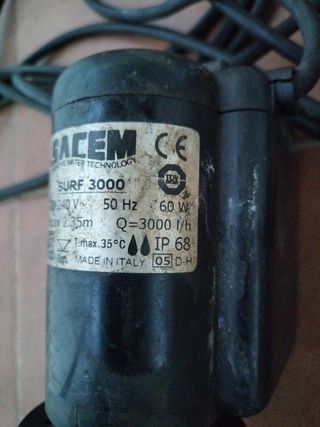 SACEM CE
WATER TECHNOLOGY
SURF 3000 TÜV
240 V~ 50 Hz 60 W
2.35m Q=3000 l/h
T.max.35°C IP 68
MADE IN ITALY 05 D-H